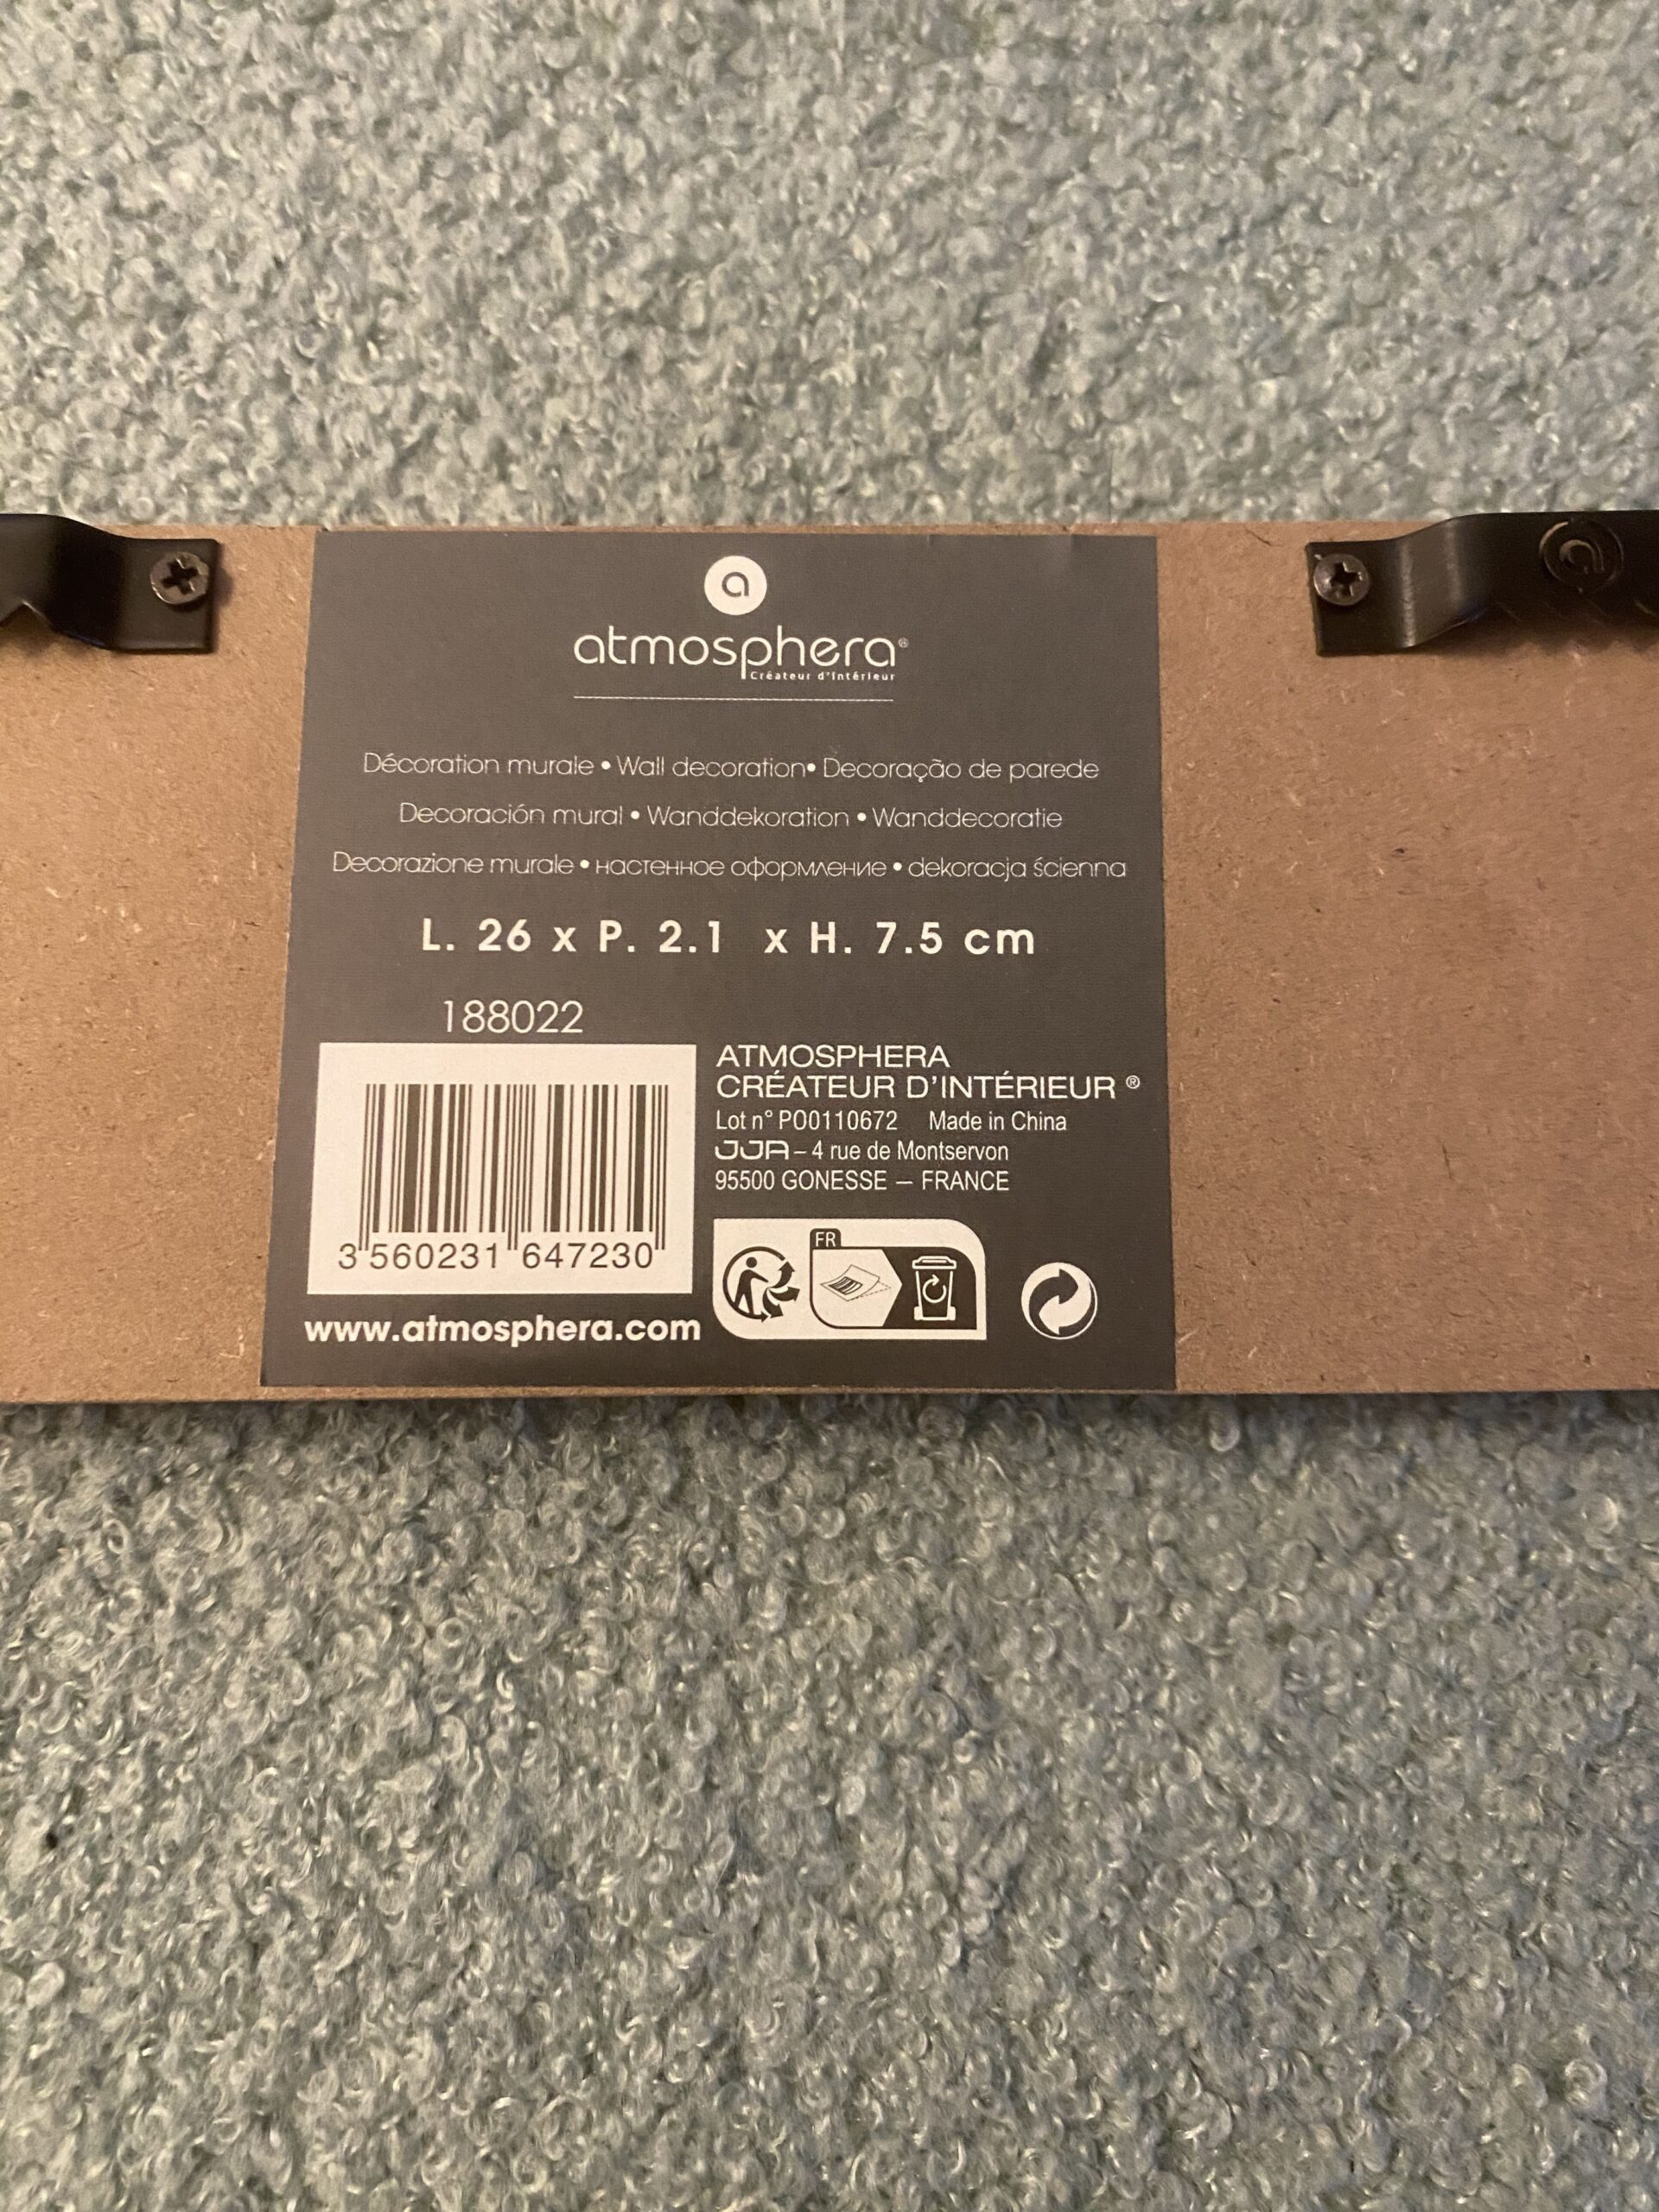 a
atmosphera®
Créateur d'intérieur
Décoration murale • Wall decoration• Decoração de parede
Decoración mural • Wanddekoration • Wanddecoratie
Decorazione murale • настенное оформление • dekoracja ścienna
L. 26 x P. 2.1 x H. 7.5 cm
188022
3 560231 647230
www.atmosphera.com
ATMOSPHERA
CRÉATEUR D'INTÉRIEUR ®
Lot n° PO0110672 Made in China
JJA – 4 rue de Montservon
95500 GONESSE – FRANCE
FR
a